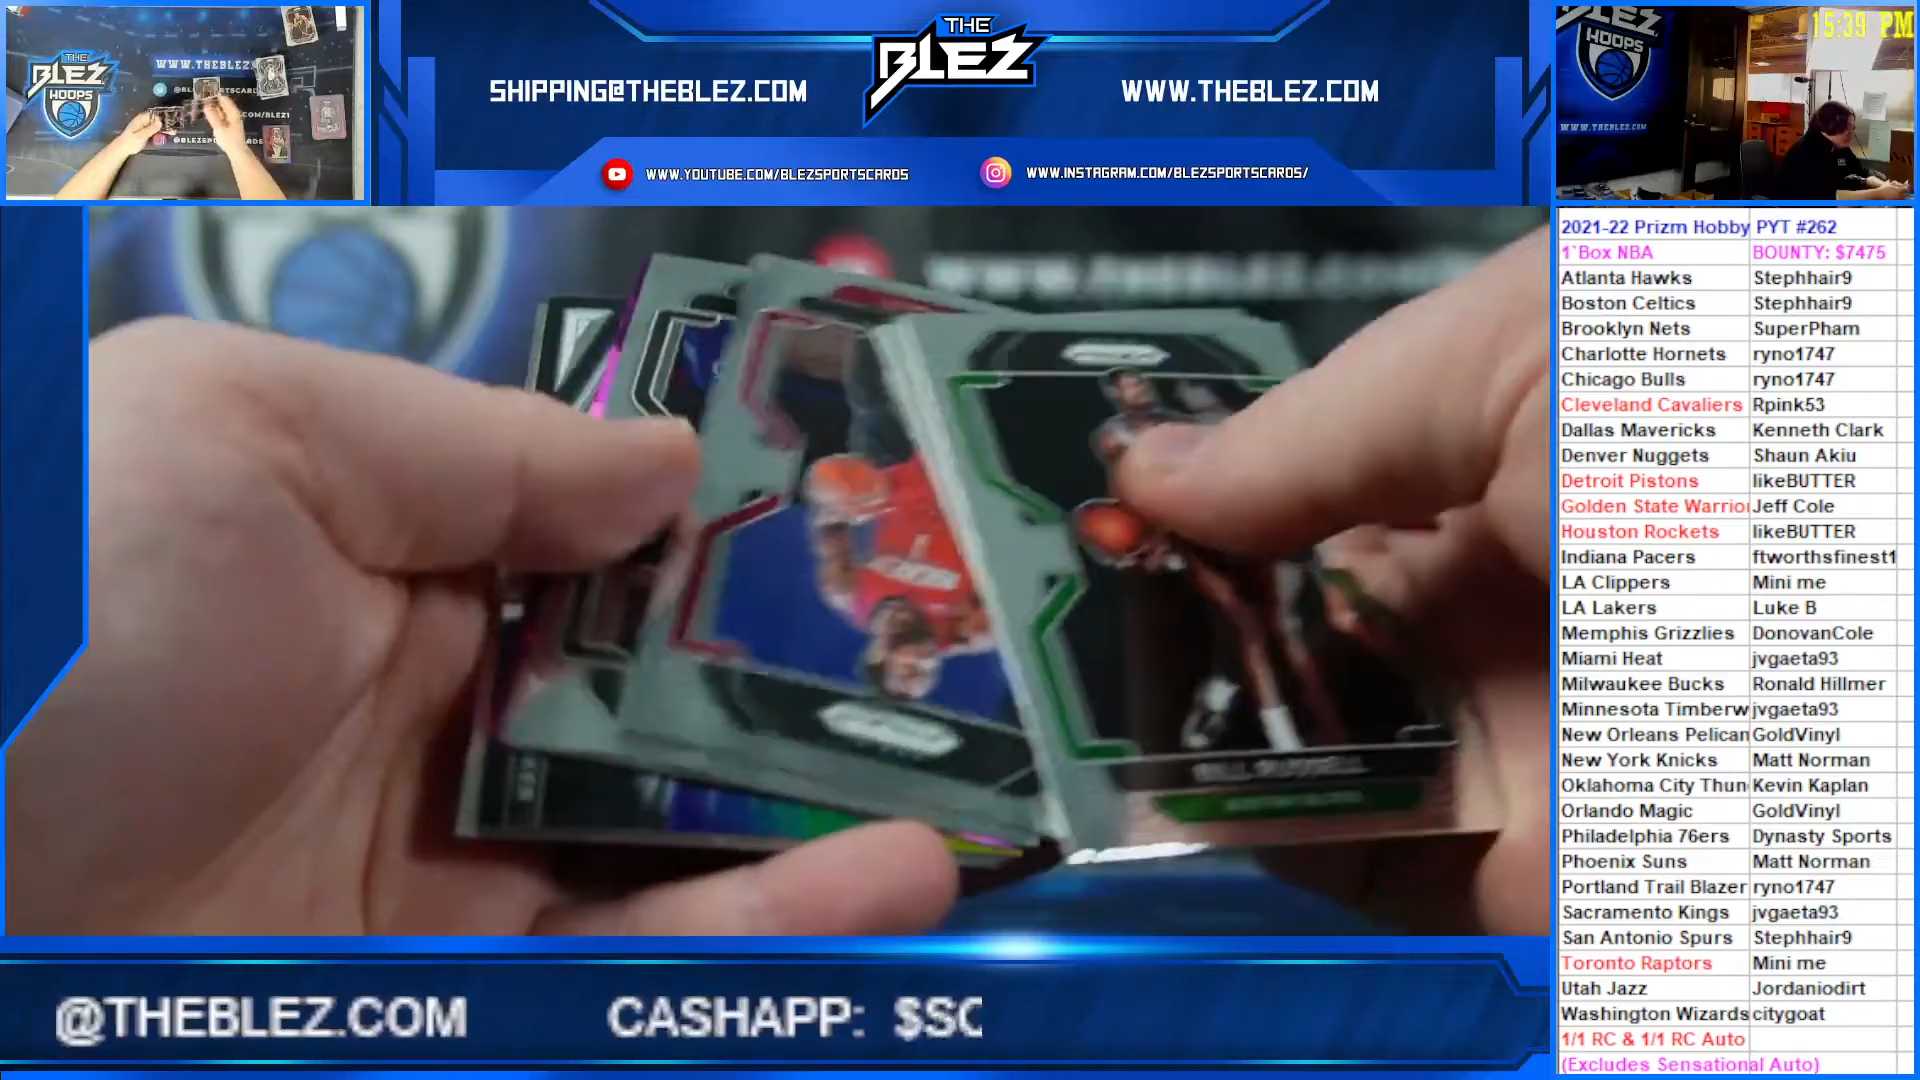 THE
BLEZ
HOOPS
SHIPPING@THEBLEZ.COM
THE
BLEZ
WWW.THEBLEZ.COM
WWW.YOUTUBE.COM/BLEZSPORTSCARDS
WWW.INSTAGRAM.COM/BLEZSPORTSCARDS/
BLEZ
HOOPS
WWW.THEBLEZ.COM
15:39 PM
2021-22 Prizm Hobby PYT #262
1`Box NBA BOUNTY: $7475
Atlanta Hawks Stephhair9
Boston Celtics Stephhair9
Brooklyn Nets SuperPham
Charlotte Hornets ryno1747
Chicago Bulls ryno1747
Cleveland Cavaliers Rpink53
Dallas Mavericks Kenneth Clark
Denver Nuggets Shaun Akiu
Detroit Pistons likeBUTTER
Golden State Warrior Jeff Cole
Houston Rockets likeBUTTER
Indiana Pacers ftworthsfinest1
LA Clippers Mini me
LA Lakers Luke B
Memphis Grizzlies DonovanCole
Miami Heat jvgaeta93
Milwaukee Bucks Ronald Hillmer
Minnesota Timberw jvgaeta93
New Orleans Pelican GoldVinyl
New York Knicks Matt Norman
Oklahoma City Thun Kevin Kaplan
Orlando Magic GoldVinyl
Philadelphia 76ers Dynasty Sports
Phoenix Suns Matt Norman
Portland Trail Blazer ryno1747
Sacramento Kings jvgaeta93
San Antonio Spurs Stephhair9
Toronto Raptors Mini me
Utah Jazz Jordaniodirt
Washington Wizards citygoat
1/1 RC & 1/1 RC Auto
(Excludes Sensational Auto)
BILL RUSSELL
@THEBLEZ.COM CASHAPP: $SC